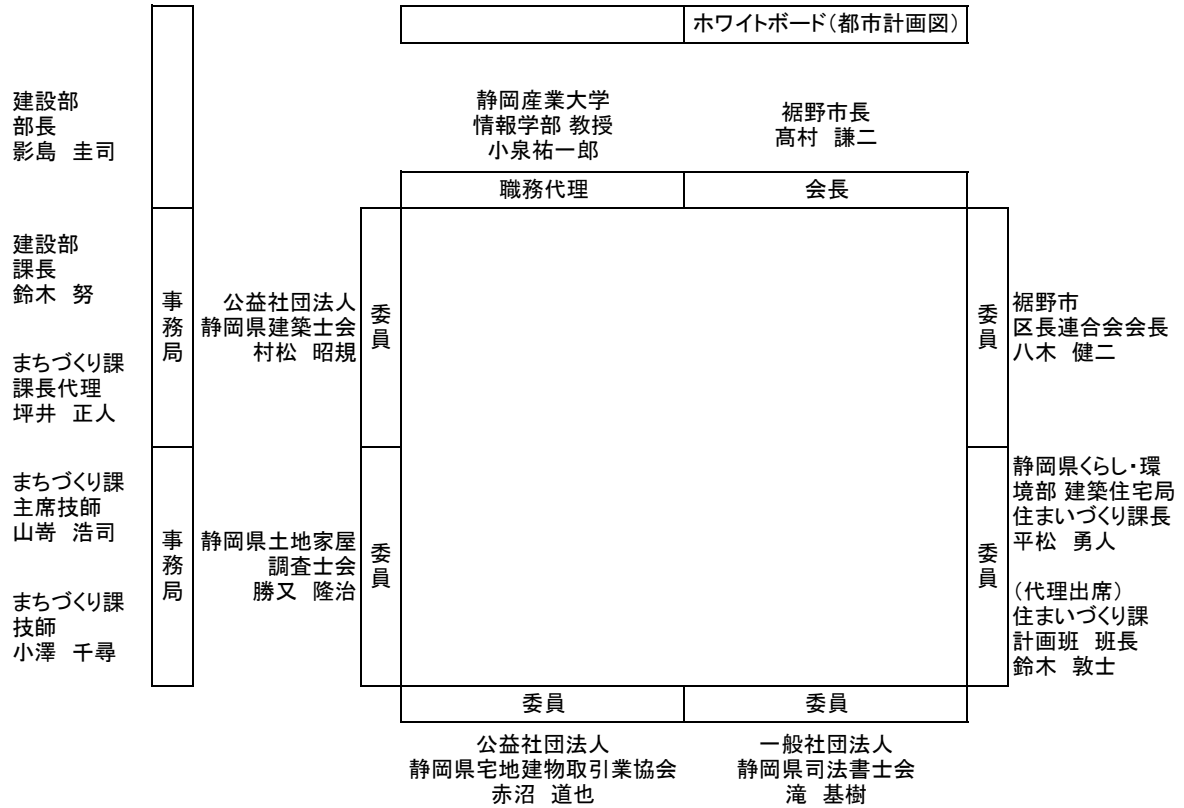 ホワイトボード(都市計画図)
建設部
部長
影島 圭司
静岡産業大学
情報学部 教授
小泉祐一郎
裾野市長
髙村 謙二
職務代理
会長
建設部
課長
鈴木 努
まちづくり課
課長代理
坪井 正人
事務局
公益社団法人
静岡県建築士会
村松 昭規
委員
委員
裾野市
区長連合会会長
八木 健二
まちづくり課
主席技師
山嵜 浩司
まちづくり課
技師
小澤 千尋
事務局
静岡県土地家屋
調査士会
勝又 隆治
委員
委員
静岡県くらし・環
境部 建築住宅局
住まいづくり課長
平松 勇人
(代理出席)
住まいづくり課
計画班 班長
鈴木 敦士
委員
委員
公益社団法人
静岡県宅地建物取引業協会
赤沼 道也
一般社団法人
静岡県司法書士会
滝 基樹